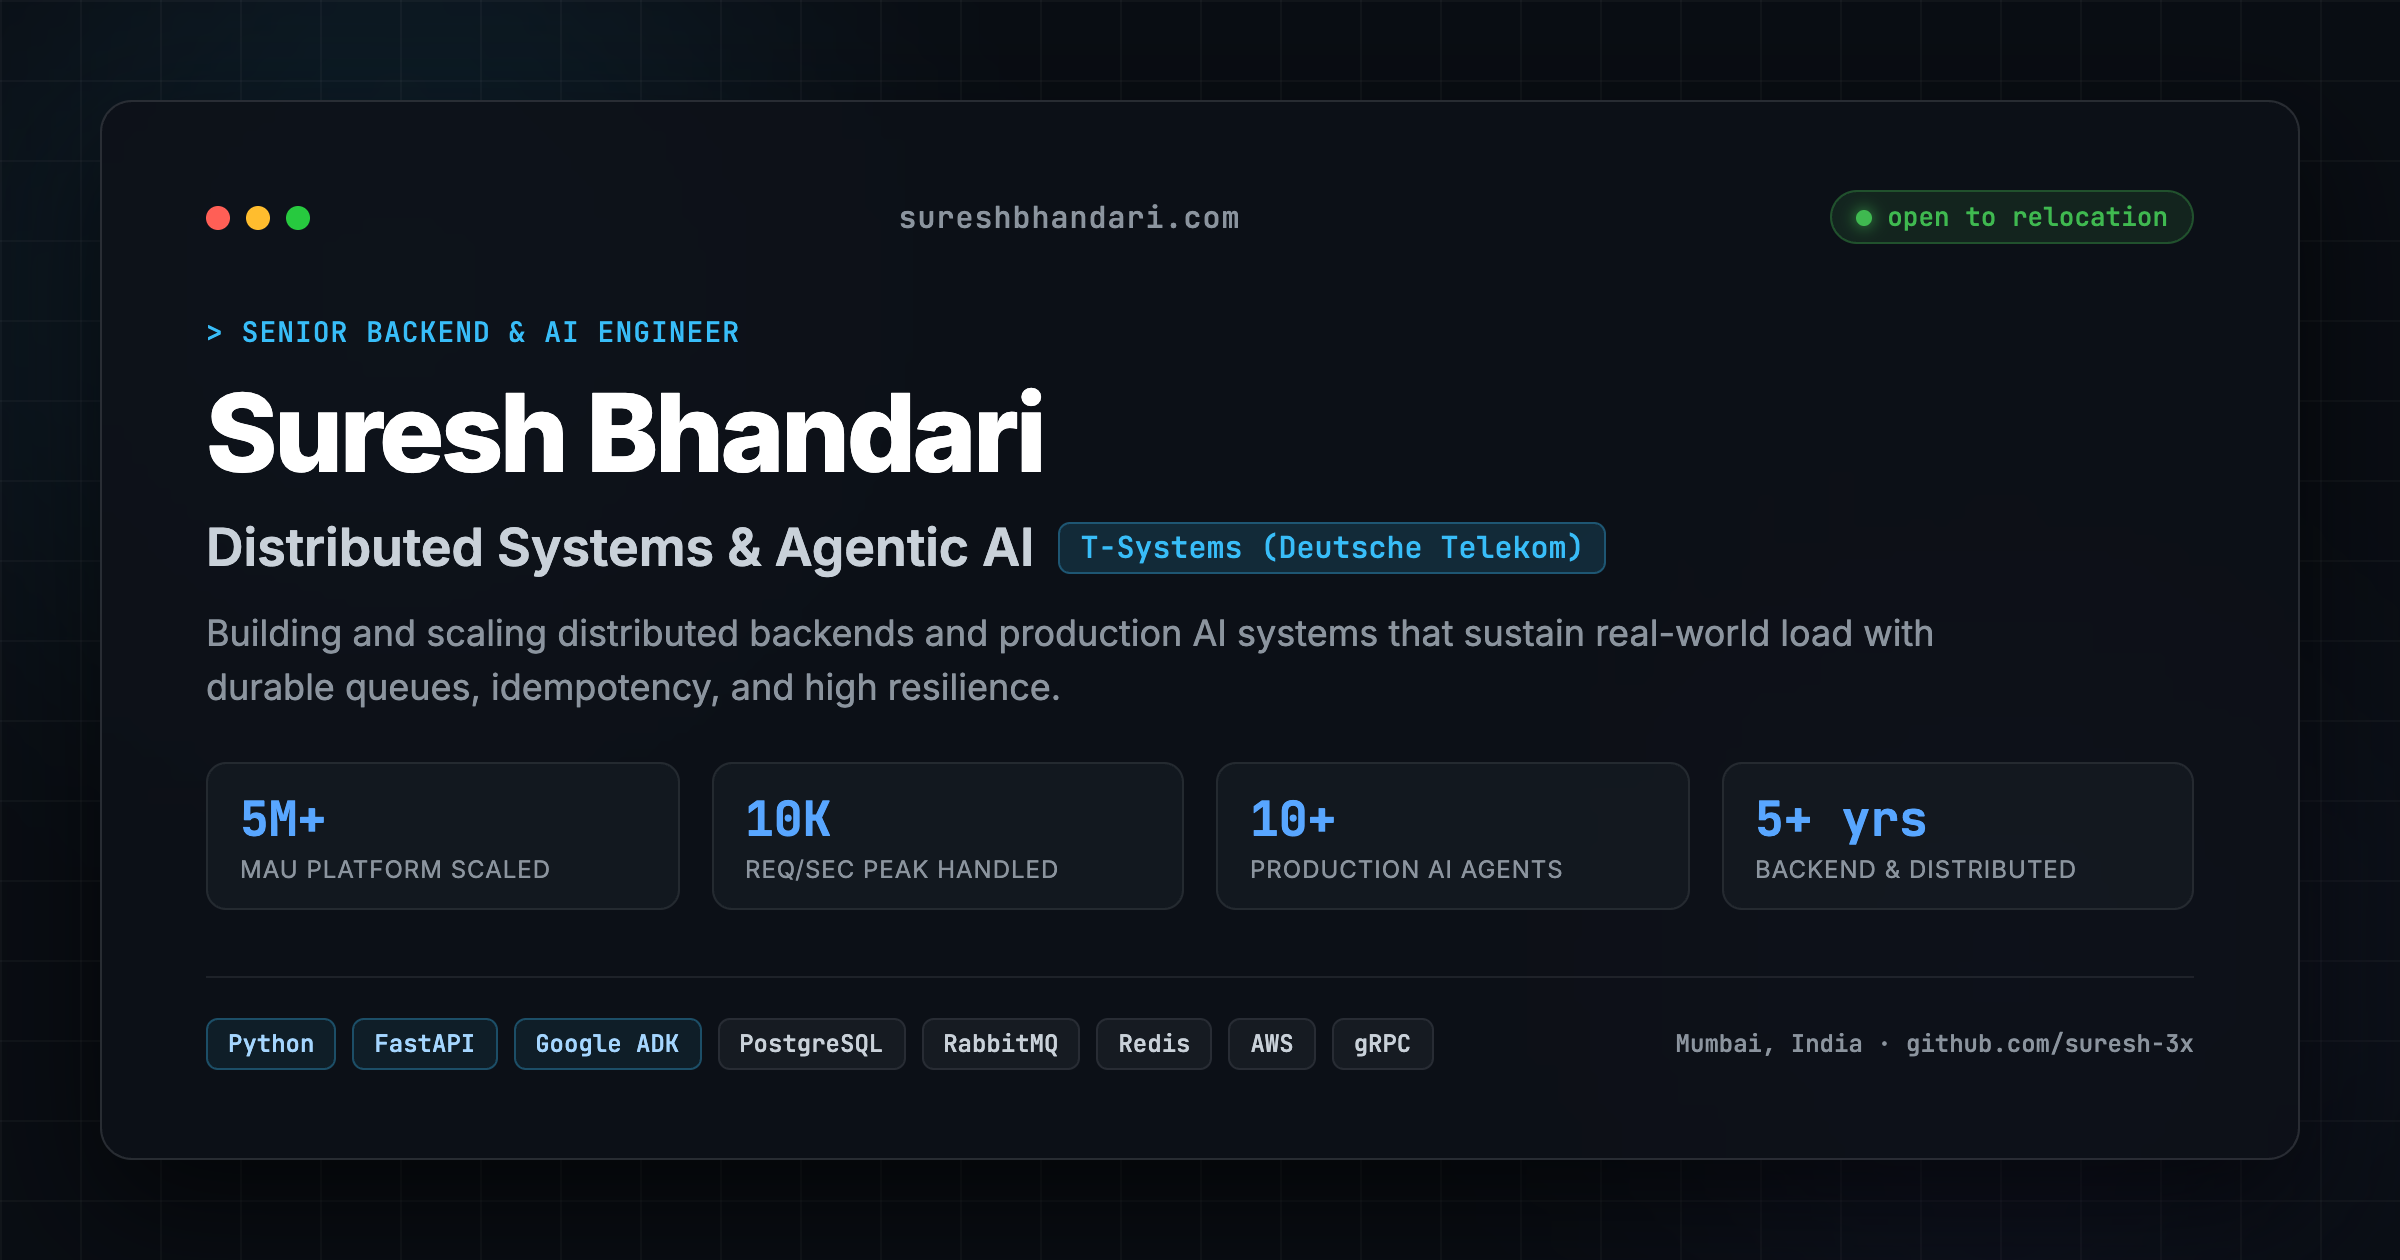 sureshbhandari.com
open to relocation
> SENIOR BACKEND & AI ENGINEER
Suresh Bhandari
Distributed Systems & Agentic AI
T-Systems (Deutsche Telekom)
Building and scaling distributed backends and production AI systems that sustain real-world load with
durable queues, idempotency, and high resilience.
5M+
MAU PLATFORM SCALED
10K
REQ/SEC PEAK HANDLED
10+
PRODUCTION AI AGENTS
5+ yrs
BACKEND & DISTRIBUTED
Python
FastAPI
Google ADK
PostgreSQL
RabbitMQ
Redis
AWS
gRPC
Mumbai, India · github.com/suresh-3x